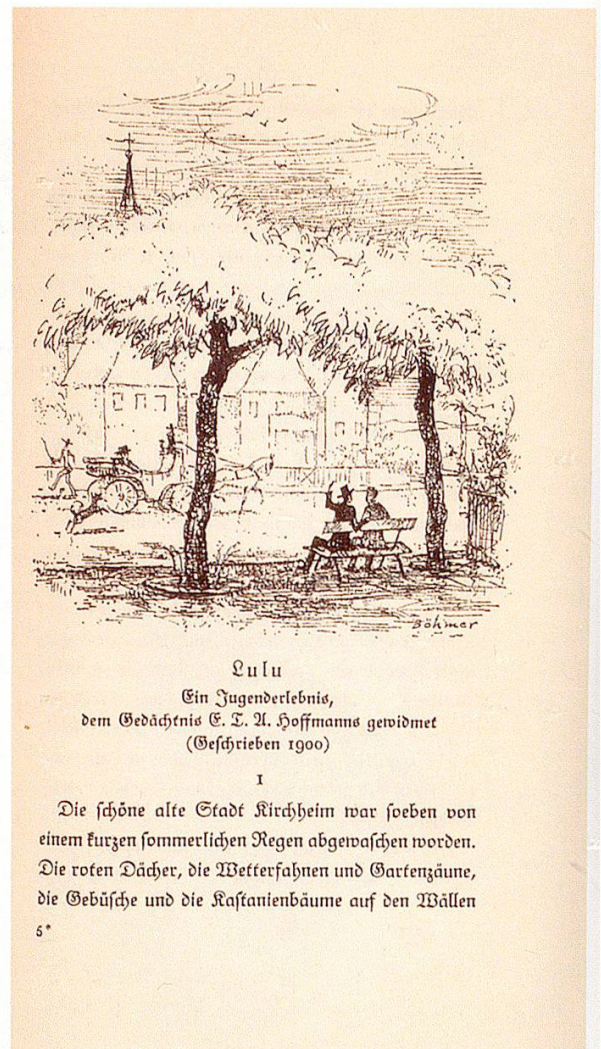 Böhmer
Lulu
Ein Jugenderlebnis,
dem Gedächtnis E. T. A. Hoffmanns gewidmet
(Geschrieben 1900)
I
Die schöne alte Stadt Kirchheim war soeben von
einem kurzen sommerlichen Regen abgewaschen worden.
Die roten Dächer, die Wetterfahnen und Gartenzäune,
die Gebüsche und die Kastanienbäume auf den Wällen
5*